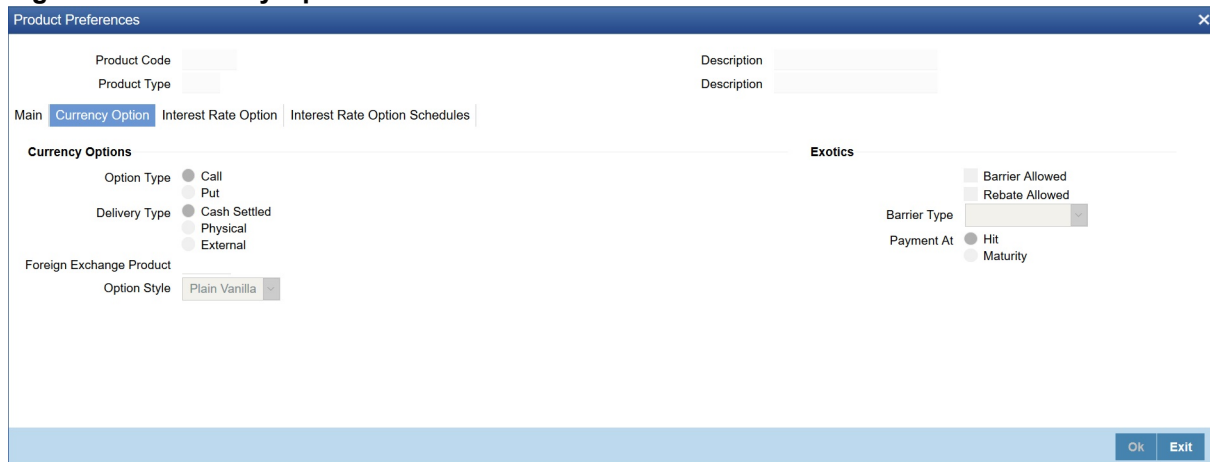 Product Preferences
Product Code
Description
Product Type
Description
Main Currency Option Interest Rate Option Interest Rate Option Schedules
Currency Options
Exotics
Option Type Call
Put
Delivery Type Cash Settled
Physical
External
Foreign Exchange Product
Option Style Plain Vanilla
Barrier Allowed
Rebate Allowed
Barrier Type
Payment At Hit
Maturity
Ok Exit